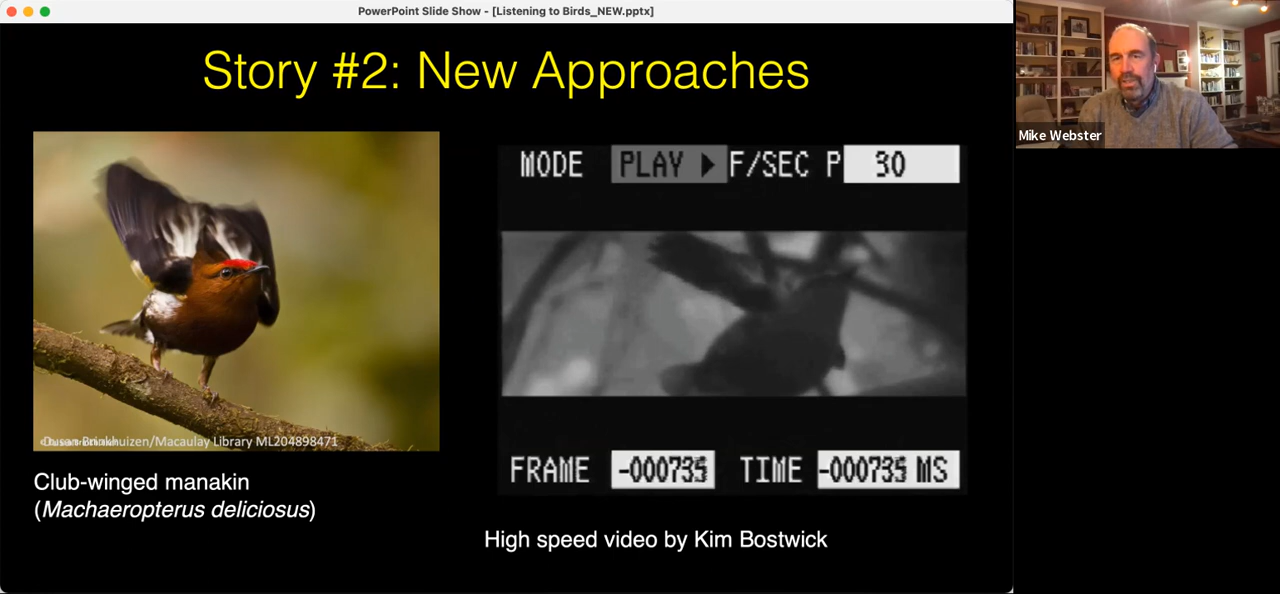 PowerPoint Slide Show - [Listening to Birds_NEW.pptx]
Story #2: New Approaches
MODE PLAY F/SEC P 30
FRAME -000735 TIME -000735 MS
Dusan Brinkhuizen/Macaulay Library ML204898471
Club-winged manakin
(Machaeropterus deliciosus)
High speed video by Kim Bostwick
Mike Webster